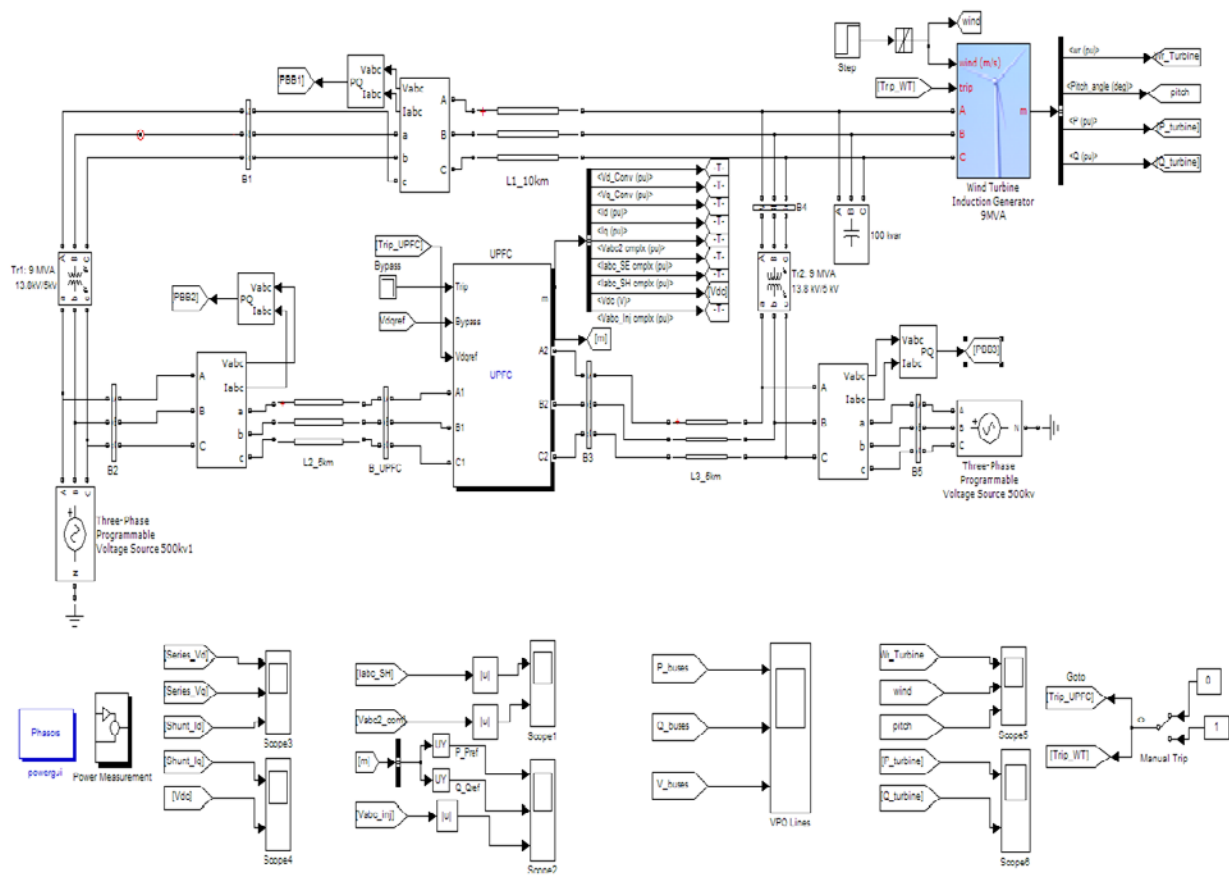 wind
Step
wind (m/s)
[Trip_WT]
trip
A
B
C
m
<wr (pu)>
Wr_Turbine
<Pitch_angle (deg)>
pitch
<P (pu)>
[P_turbine]
<Q (pu)>
[Q_turbine]
Wind Turbine
Induction Generator
9MVA
[PBB1]
Vabc
PQ
Iabc
Vabc
Iabc
a
b
c
A
B
C
B1
L1_10km
<Vd_Conv (pu)>
<Vq_Conv (pu)>
<Id (pu)>
<Iq (pu)>
<Vabc2 cmplx (pu)>
<Iabc_SE cmplx (pu)>
<Iabc_SH cmplx (pu)>
<Vdc (V)>
<Vabc_Inj cmplx (pu)>
-T-
-T-
-T-
-T-
-T-
-T-
-T-
[Vdc]
-T-
[m]
B4
A B C
100 kvar
A B C
a b c
Tr1: 9 MVA
13.8kV/5kV
A B C
a b c
Tr2: 9 MVA
13.8 kV/5 kV
[PBB2]
Vabc
PQ
Iabc
[Trip_UPFC]
Bypass
Vdqref
UPFC
Trip
Bypass
Vdqref
UPFC
m
A1
B1
C1
A2
B2
C2
A
B
C
Vabc
Iabc
a
b
c
B2
L2_5km
B_UPFC
B3
L3_5km
Vabc
PQ
Iabc
A
B
C
Vabc
Iabc
a
b
c
B5
A
B
C
N
Three-Phase
Programmable
Voltage Source 500kv
A B C
N
Three-Phase
Programmable
Voltage Source 500kv1
Phasors
powergui
Power Measurement
[Series_Vd]
[Series_Vq]
[Shunt_Id]
Scope3
[Shunt_Iq]
[Vdc]
Scope4
[Iabc_SH]
|u|
|u|
Scope1
[m]
U Y
P_Pref
U Y
Q_Qref
[Vabc_inj]
|u|
Scope2
P_buses
Q_buses
V_buses
VPQ Lines
Wr_Turbine
wind
pitch
Scope5
[P_turbine]
[Q_turbine]
Scope6
Goto
[Trip_UPFC]
[Trip_WT]
0
1
Manual Trip